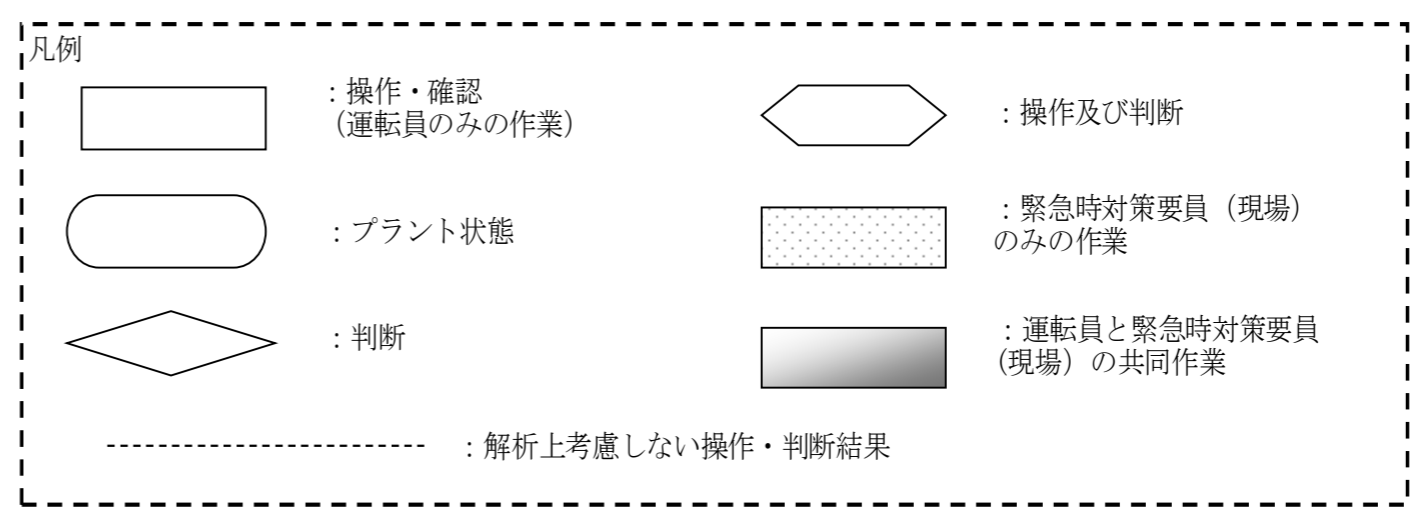 凡例
：操作・確認
(運転員のみの作業)
：プラント状態
：判断
：操作及び判断
：緊急時対策要員（現場）
のみの作業
：運転員と緊急時対策要員
(現場）の共同作業
：解析上考慮しない操作・判断結果